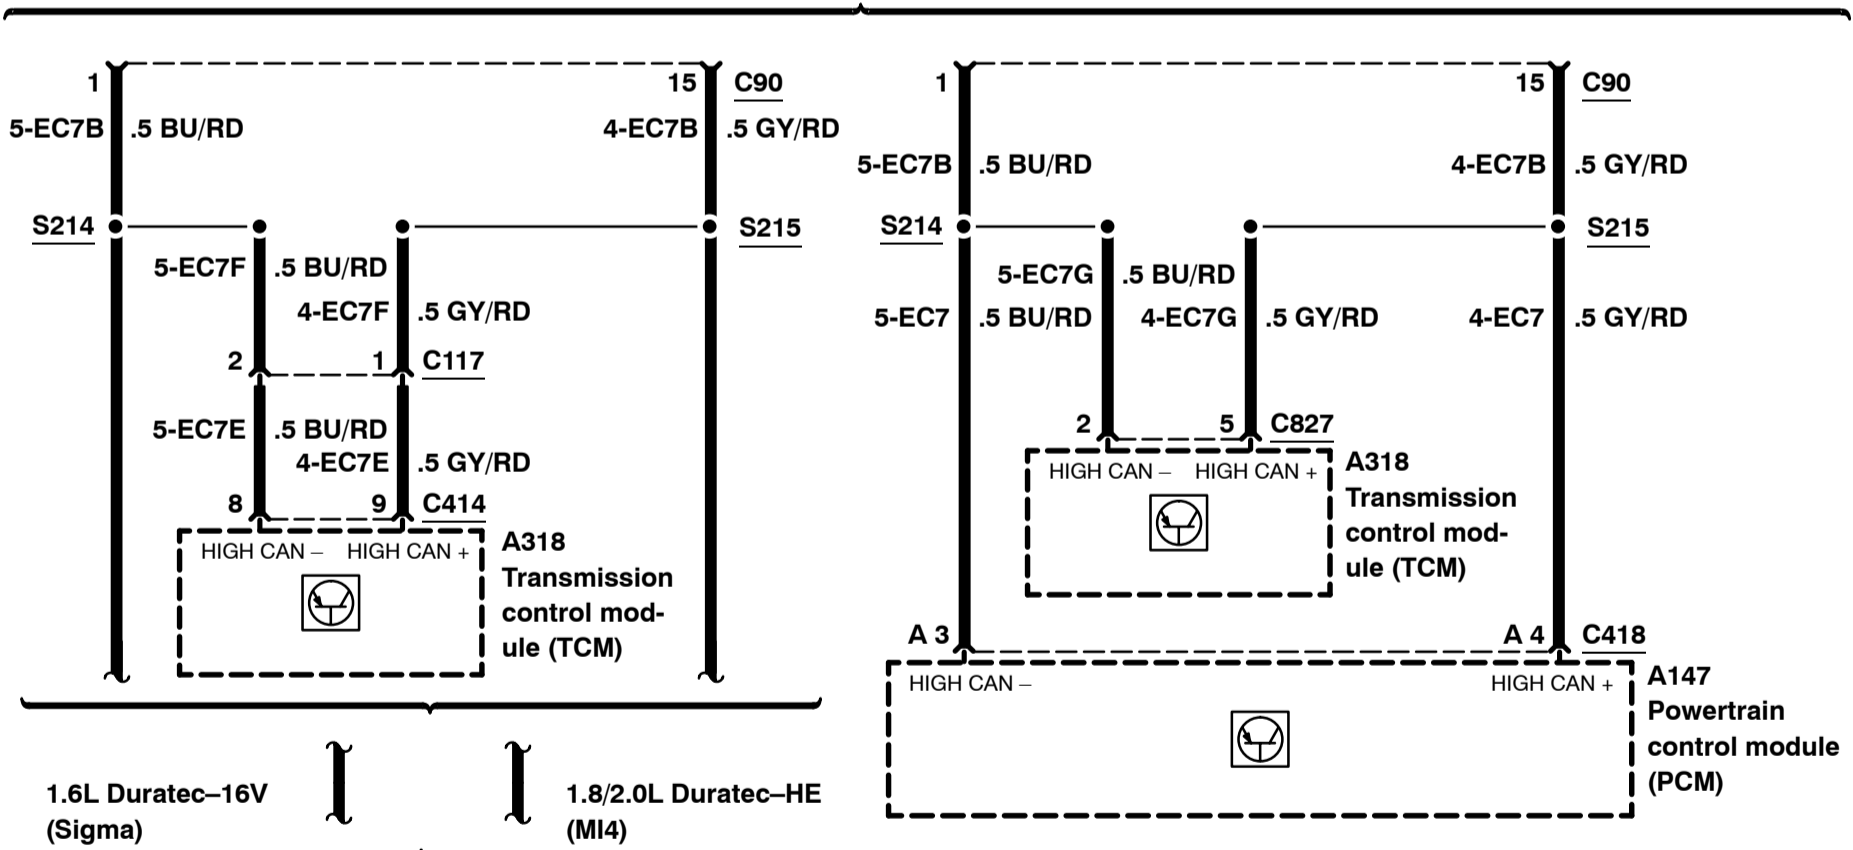 1
15 C90
5-EC7B .5 BU/RD
4-EC7B .5 GY/RD
S214
S215
5-EC7F .5 BU/RD
4-EC7F .5 GY/RD
2 1 C117
5-EC7E .5 BU/RD
4-EC7E .5 GY/RD
8 9 C414
HIGH CAN – HIGH CAN +
A318
Transmission
control mod-
ule (TCM)
1.6L Duratec–16V
(Sigma)
1.8/2.0L Duratec–HE
(MI4)
1
15 C90
5-EC7B .5 BU/RD
4-EC7B .5 GY/RD
S214
S215
5-EC7G .5 BU/RD
5-EC7 .5 BU/RD
4-EC7G .5 GY/RD
4-EC7 .5 GY/RD
2 5 C827
HIGH CAN – HIGH CAN +
A318
Transmission
control mod-
ule (TCM)
A 3
A 4 C418
HIGH CAN –
HIGH CAN +
A147
Powertrain
control module
(PCM)